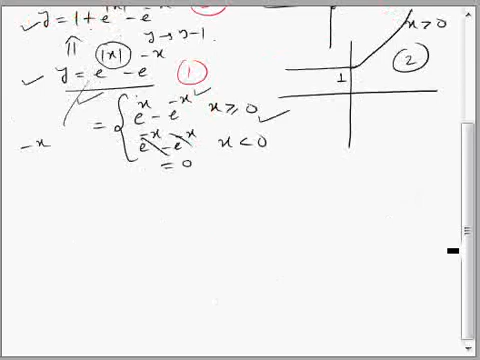 y = 1 + e^|x| - e^-x
y → y-1.
y = e^|x| - e^-x ①
= { e^x - e^-x x ≥ 0
e^-x - e^-x x < 0
= 0
-x
x > 0
②
1